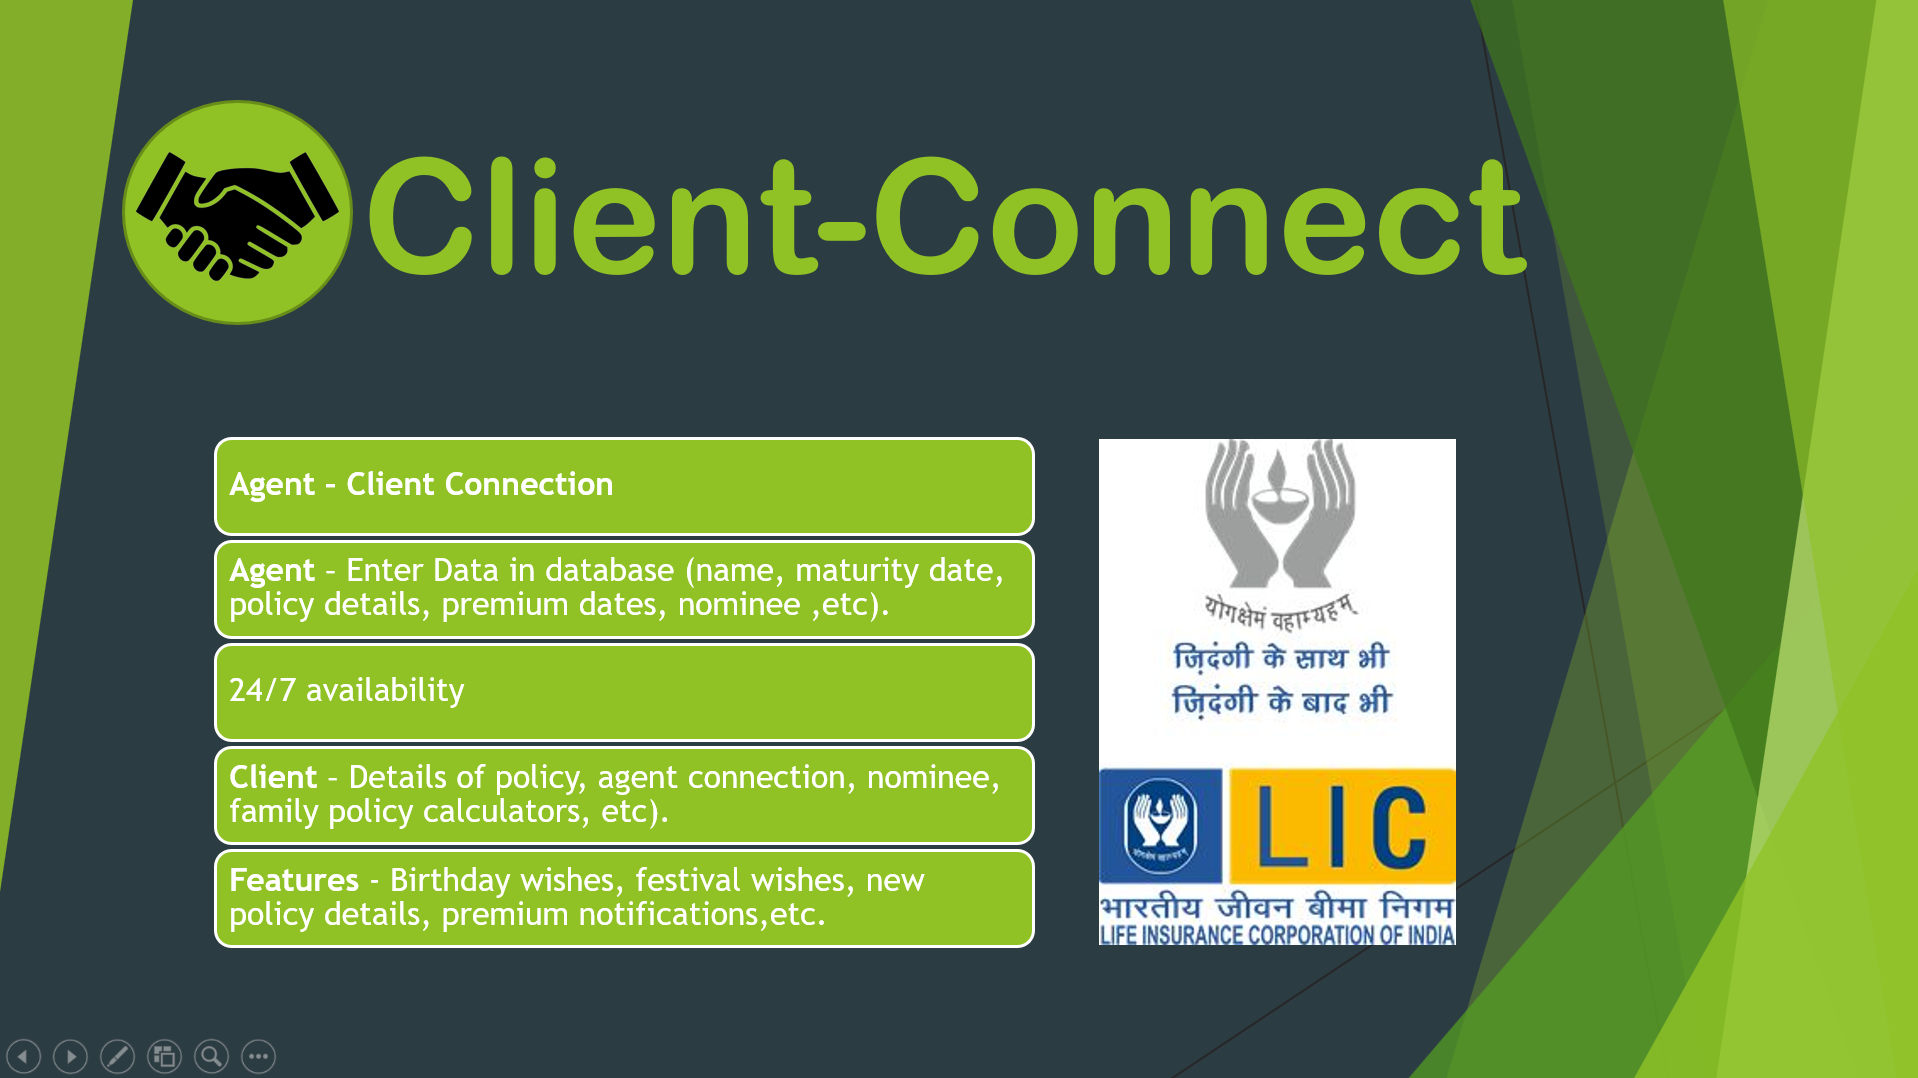 Client-Connect
Agent – Client Connection
Agent – Enter Data in database (name, maturity date,
policy details, premium dates, nominee ,etc).
24/7 availability
Client – Details of policy, agent connection, nominee,
family policy calculators, etc).
Features - Birthday wishes, festival wishes, new
policy details, premium notifications,etc.
योगक्षेमं वहाम्यहम्
ज़िंदगी के साथ भी
ज़िंदगी के बाद भी
LIC
भारतीय जीवन बीमा निगम
LIFE INSURANCE CORPORATION OF INDIA